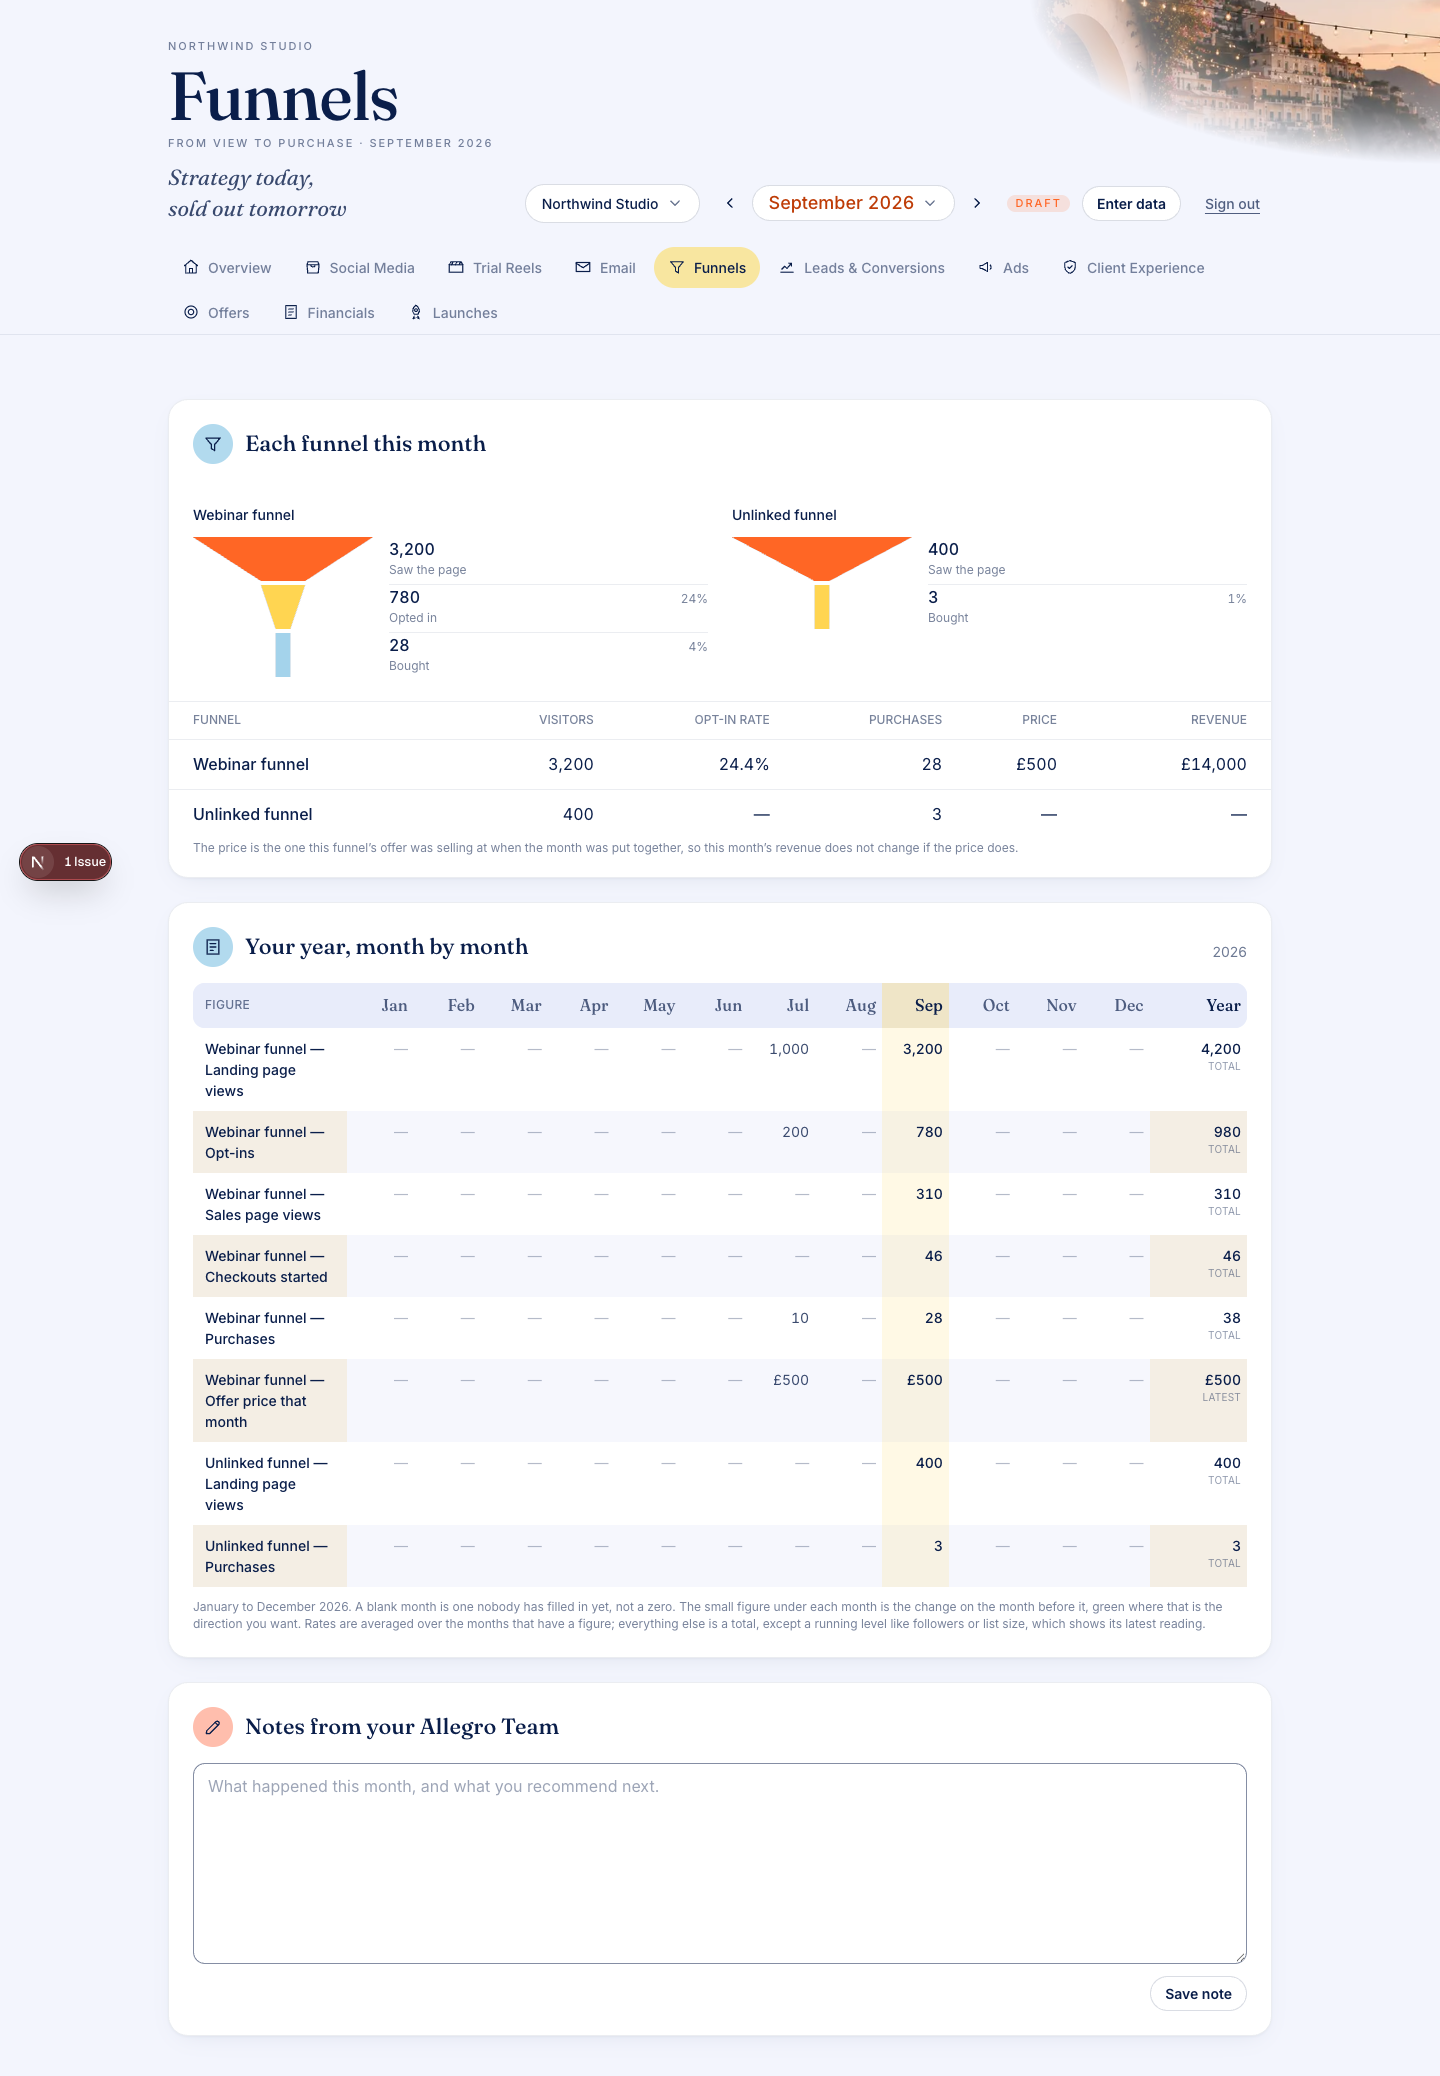 NORTHWIND STUDIO
Funnels
FROM VIEW TO PURCHASE · SEPTEMBER 2026
Strategy today,
sold out tomorrow
Northwind Studio
September 2026
DRAFT
Enter data
Sign out
Overview Social Media Trial Reels Email Funnels Leads & Conversions Ads Client Experience
Offers Financials Launches
Each funnel this month
Webinar funnel
3,200
Saw the page
780 24%
Opted in
28 4%
Bought
Unlinked funnel
400
Saw the page
3 1%
Bought
FUNNEL VISITORS OPT-IN RATE PURCHASES PRICE REVENUE
Webinar funnel 3,200 24.4% 28 £500 £14,000
Unlinked funnel 400 — 3 — —
The price is the one this funnel’s offer was selling at when the month was put together, so this month’s revenue does not change if the price does.
N 1 Issue
Your year, month by month 2026
FIGURE Jan Feb Mar Apr May Jun Jul Aug Sep Oct Nov Dec Year
Webinar funnel — — — — — — — 1,000 — 3,200 — — — 4,200
Landing page TOTAL
views
Webinar funnel — — — — — — — 200 — 780 — — — 980
Opt-ins TOTAL
Webinar funnel — — — — — — — — — 310 — — — 310
Sales page views TOTAL
Webinar funnel — — — — — — — — — 46 — — — 46
Checkouts started TOTAL
Webinar funnel — — — — — — — 10 — 28 — — — 38
Purchases TOTAL
Webinar funnel — — — — — — — £500 — £500 — — — £500
Offer price that LATEST
month
Unlinked funnel — — — — — — — — — 400 — — — 400
Landing page TOTAL
views
Unlinked funnel — — — — — — — — — 3 — — — 3
Purchases TOTAL
January to December 2026. A blank month is one nobody has filled in yet, not a zero. The small figure under each month is the change on the month before it, green where that is the
direction you want. Rates are averaged over the months that have a figure; everything else is a total, except a running level like followers or list size, which shows its latest reading.
Notes from your Allegro Team
What happened this month, and what you recommend next.
Save note